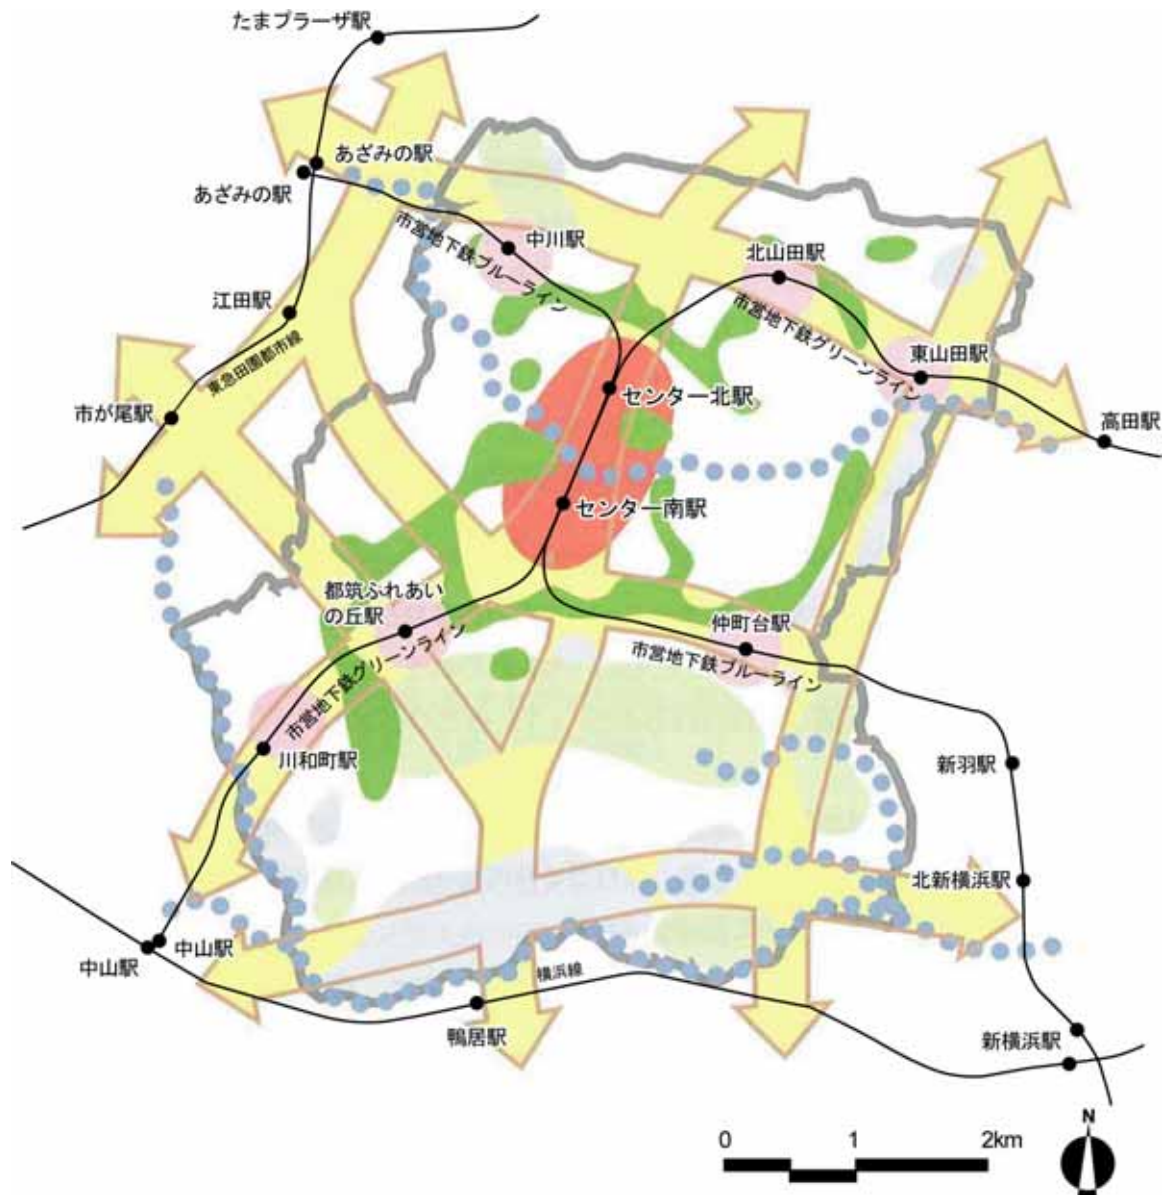 たまプラーザ駅
あざみの駅
あざみの駅
市営地下鉄ブルーライン
中川駅
北山田駅
江田駅
市営地下鉄グリーンライン
東急田園都市線
東山田駅
市が尾駅
センター北駅
高田駅
センター南駅
都筑ふれあい
の丘駅
仲町台駅
市営地下鉄グリーンライン
市営地下鉄ブルーライン
川和町駅
新羽駅
北新横浜駅
中山駅
中山駅
横浜線
鴨居駅
新横浜駅
0 1 2km
N